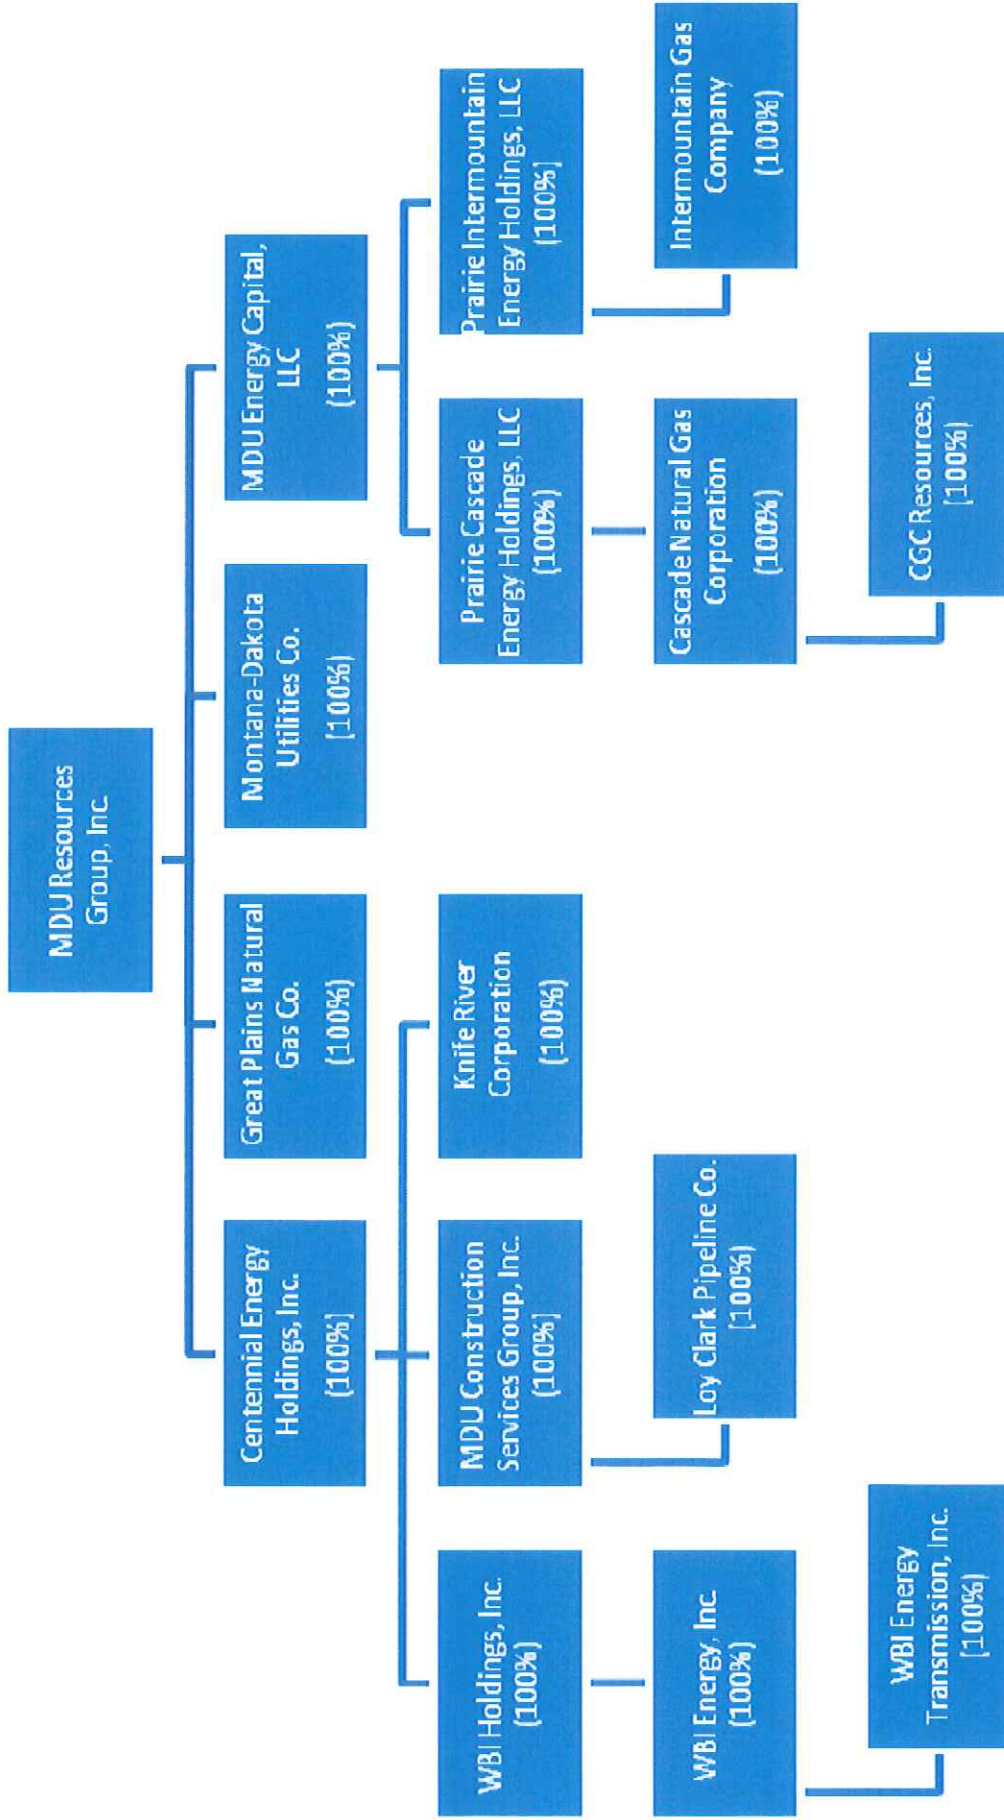 MDU Resources
Group, Inc.
Centennial Energy
Holdings, Inc.
(100%]
Great Plains Natural
Gas Co.
(100%)
Montana-Dakota
Utilities Co.
[100%)
MDU Energy Capital,
LLC
(100%)
WBI Holdings, Inc.
(100%)
MDU Construction
Services Group, Inc.
(100%]
Knife River
Corporation
(100%)
Prairie Cascade
Energy Holdings, LLC
(100%)
Prairie Intermountain
Energy Holdings, LLC
(100%]
WBI Energy, Inc.
(100%)
Loy Clark Pipeline Co.
[100%)
Cascade Natural Gas
Corporation
(100%)
Intermountain Gas
Company
(100%)
WBI Energy
Transmission, Inc.
[100%)
CGC Resources, Inc.
[100%)